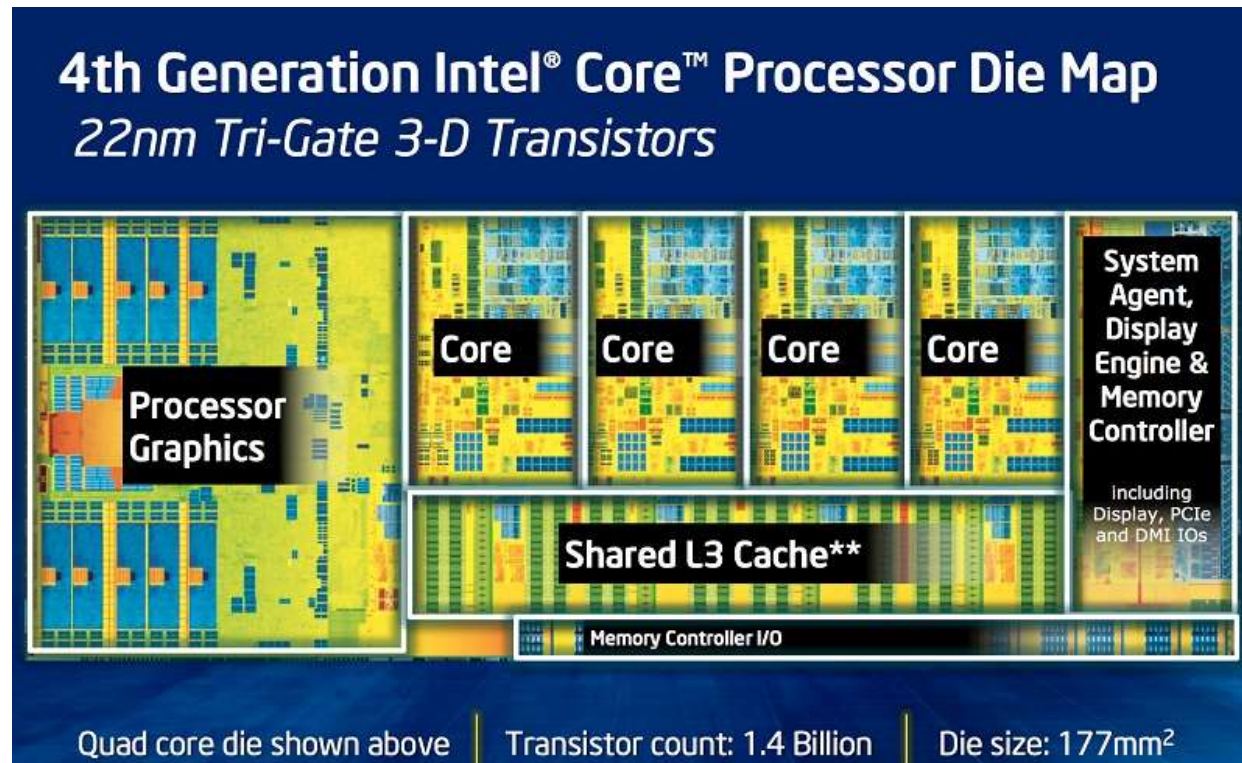 4th Generation Intel® Core™ Processor Die Map
22nm Tri-Gate 3-D Transistors
Processor
Graphics
Core
Core
Core
Core
System
Agent,
Display
Engine &
Memory
Controller
including
Display, PCIe
and DMI IOs
Shared L3 Cache**
Memory Controller I/O
Quad core die shown above
Transistor count: 1.4 Billion
Die size: 177mm²